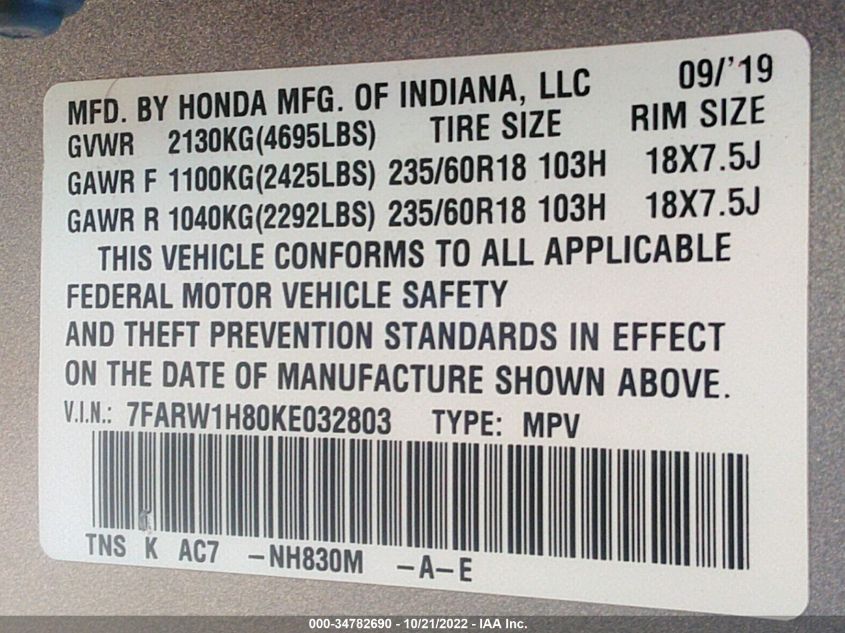 MFD. BY HONDA MFG. OF INDIANA, LLC 09/'19
GVWR 2130KG(4695LBS) TIRE SIZE RIM SIZE
GAWR F 1100KG(2425LBS) 235/60R18 103H 18X7.5J
GAWR R 1040KG(2292LBS) 235/60R18 103H 18X7.5J
THIS VEHICLE CONFORMS TO ALL APPLICABLE
FEDERAL MOTOR VEHICLE SAFETY
AND THEFT PREVENTION STANDARDS IN EFFECT
ON THE DATE OF MANUFACTURE SHOWN ABOVE.
V.I.N.: 7FARW1H80KE032803 TYPE: MPV
TNS K AC7 -NH830M -A-E
000-34782690 - 10/21/2022 - IAA Inc.